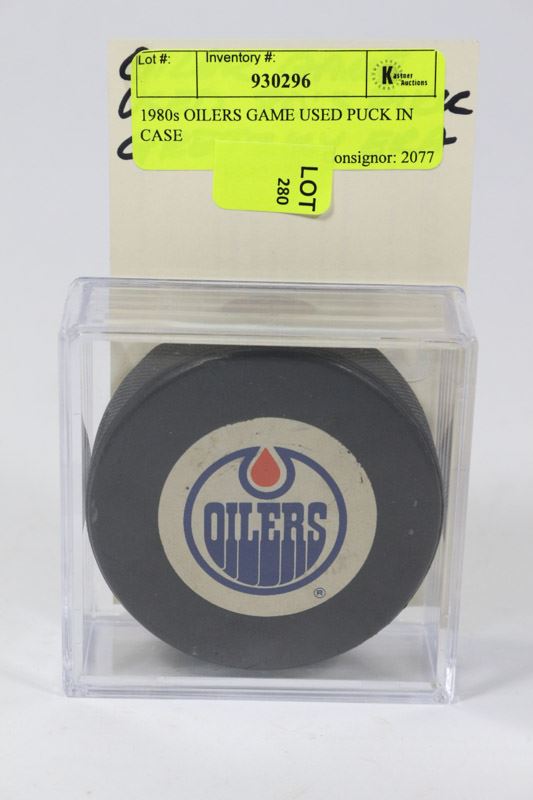 Lot #:
Inventory #:
930296
Kastner
Auctions
1980s OILERS GAME USED PUCK IN
CASE
onsignor: 2077
LOT
280
OILERS
®